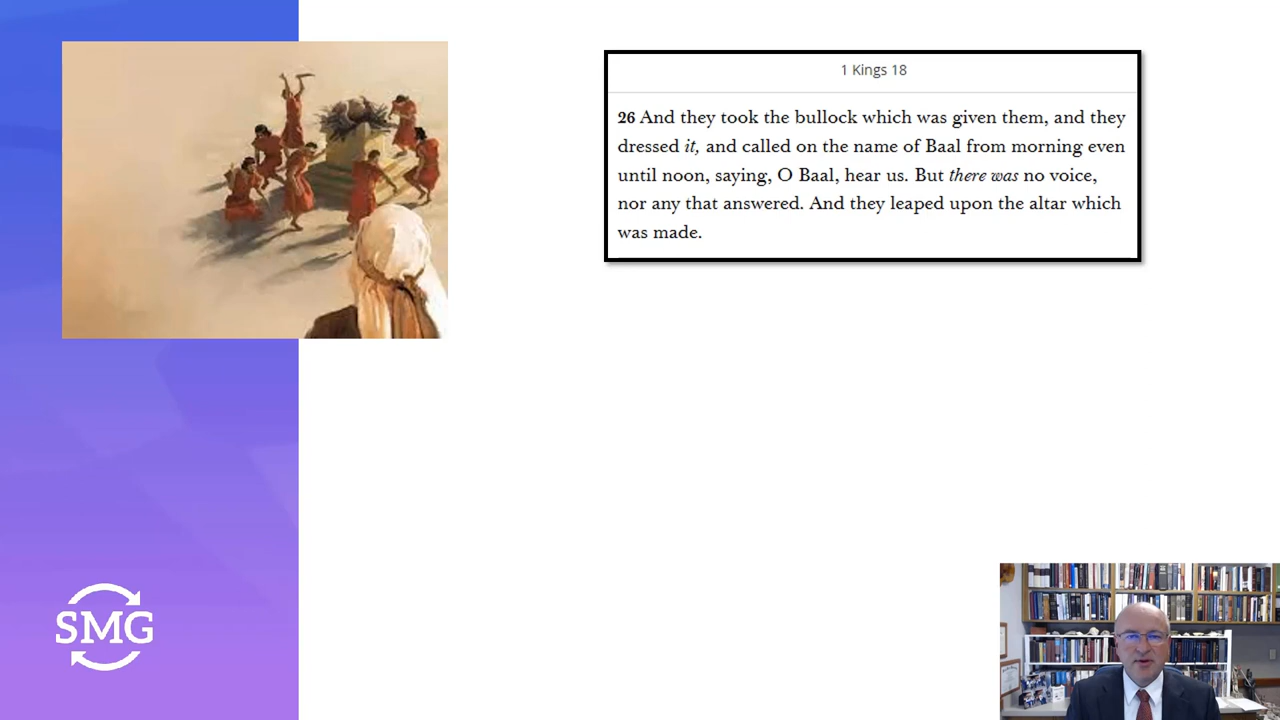 1 Kings 18
26 And they took the bullock which was given them, and they
dressed it, and called on the name of Baal from morning even
until noon, saying, O Baal, hear us. But there was no voice,
nor any that answered. And they leaped upon the altar which
was made.
SMG